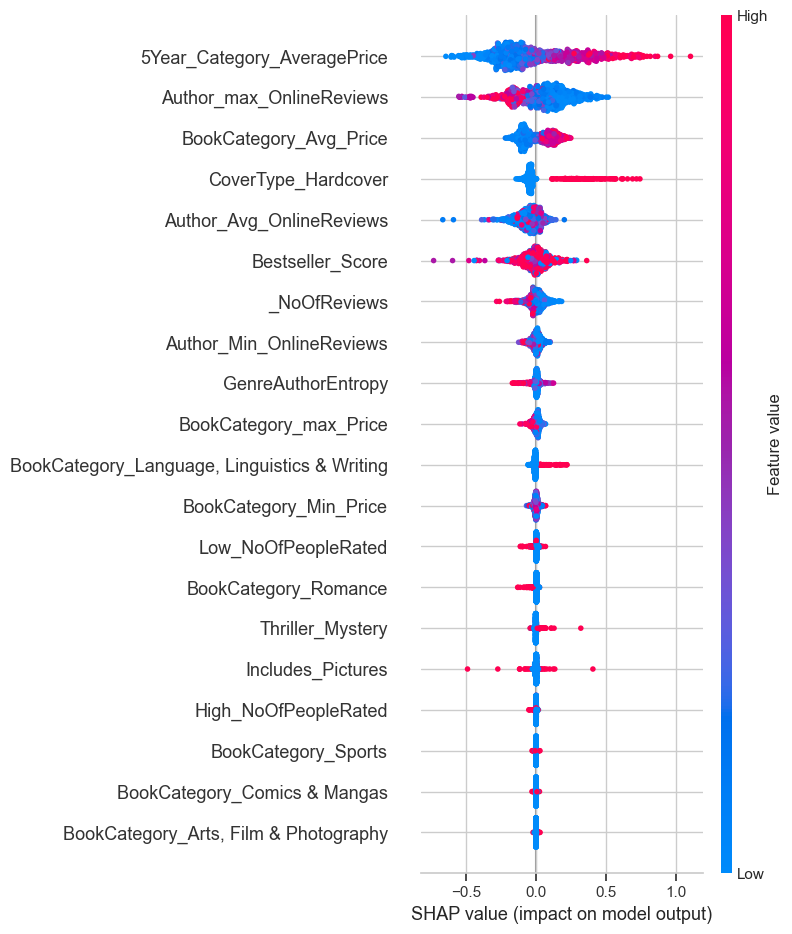 High
5Year_Category_AveragePrice
Author_max_OnlineReviews
BookCategory_Avg_Price
CoverType_Hardcover
Author_Avg_OnlineReviews
Bestseller_Score
_NoOfReviews
Author_Min_OnlineReviews
GenreAuthorEntropy
BookCategory_max_Price
BookCategory_Language, Linguistics & Writing
BookCategory_Min_Price
Low_NoOfPeopleRated
BookCategory_Romance
Thriller_Mystery
Includes_Pictures
High_NoOfPeopleRated
BookCategory_Sports
BookCategory_Comics & Mangas
BookCategory_Arts, Film & Photography
Feature value
Low
−0.5 0.0 0.5 1.0
SHAP value (impact on model output)